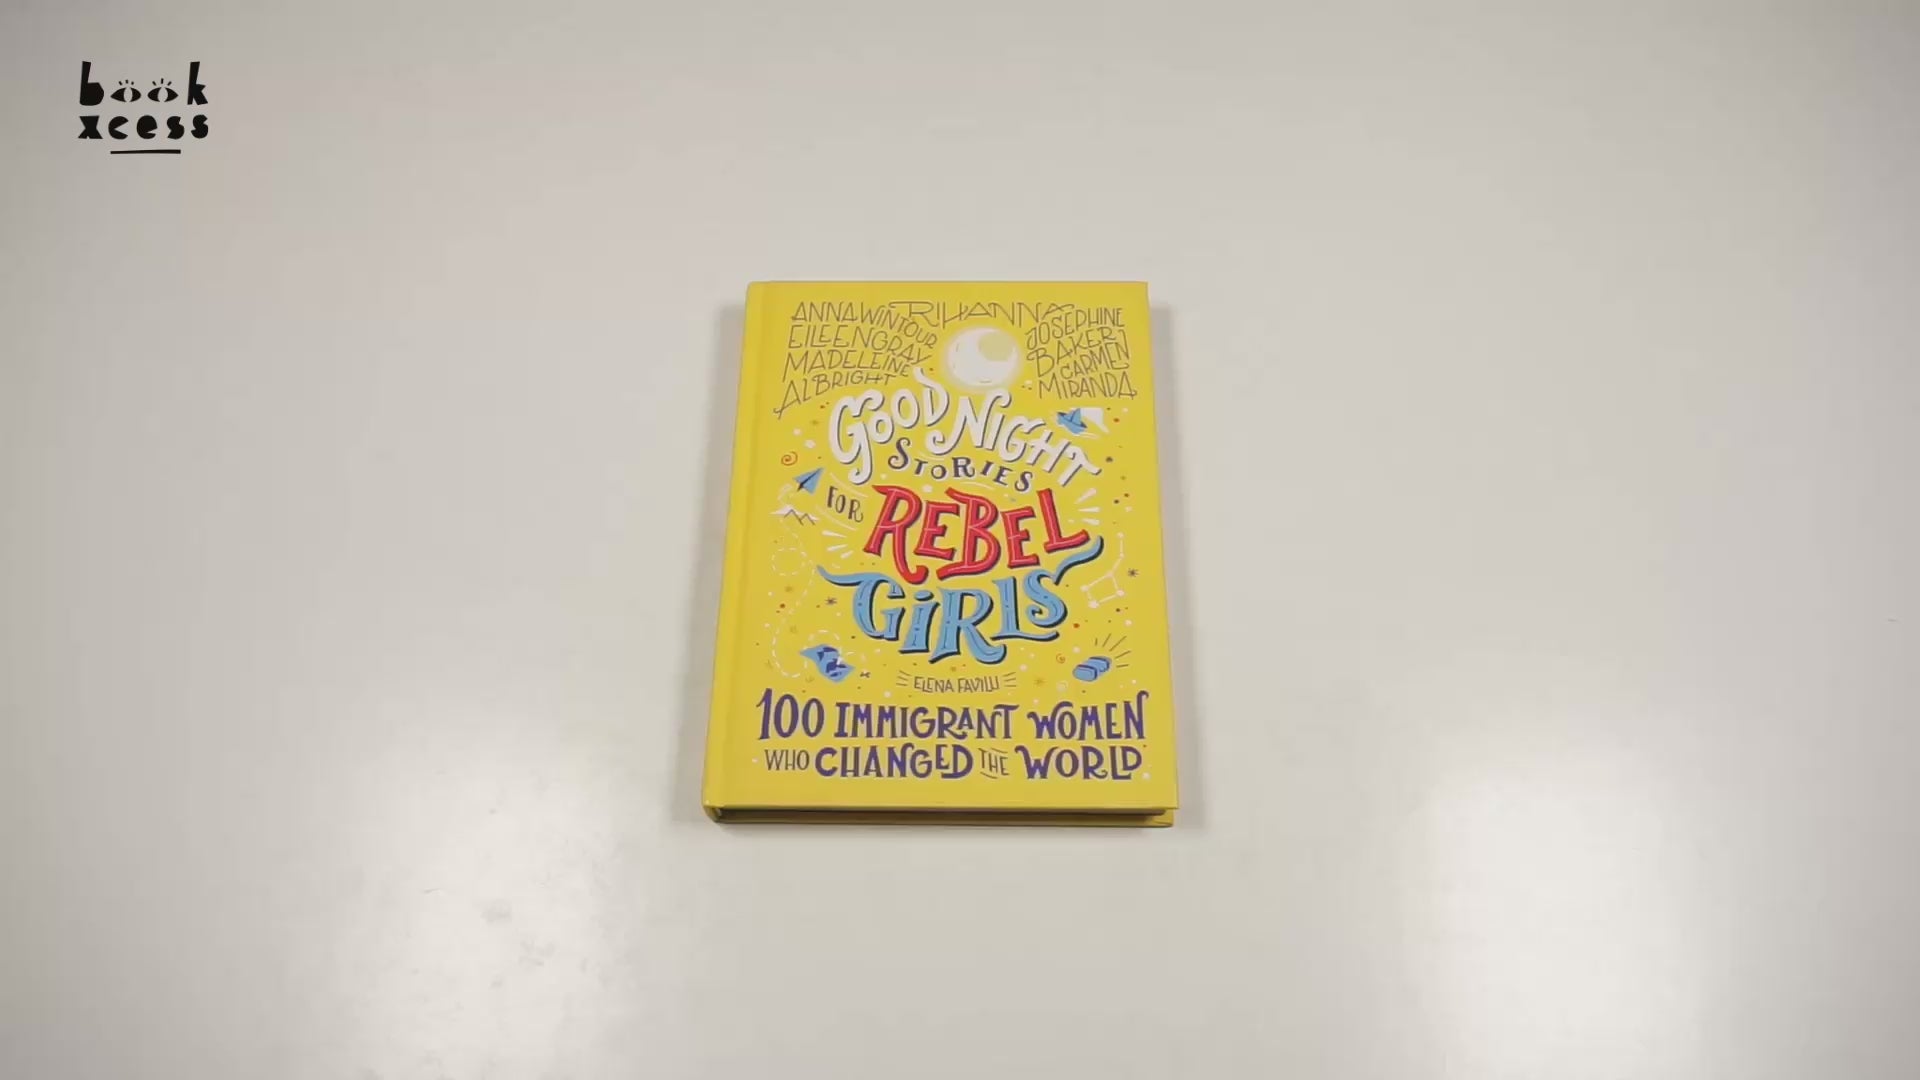 book
xcess
RIHANNA
ANNA WINTOUR
EILEEN GRAY
MADELEINE
ALBRIGHT
JOSEPHINE
BAKER
CARMEN
MIRANDA
GOOD NIGHT
STORIES
FOR REBEL
GIRLS
ELENA FAVILLI
100 IMMIGRANT WOMEN
WHO CHANGED THE WORLD